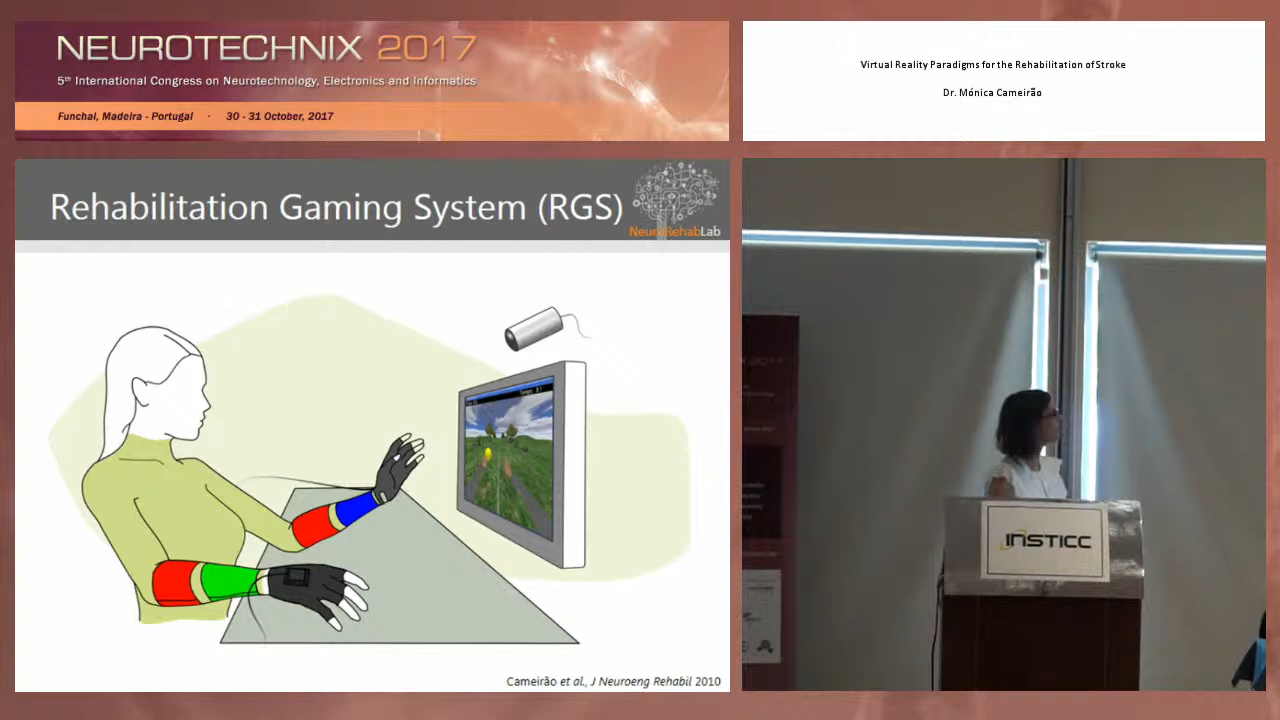 NEUROTECHNIX 2017
5th International Congress on Neurotechnology, Electronics and Informatics
Funchal, Madeira - Portugal · 30 - 31 October, 2017
Virtual Reality Paradigms for the Rehabilitation of Stroke
Dr. Mónica Cameirão
Rehabilitation Gaming System (RGS)
NeuroRehabLab
Cameirão et al., J Neuroeng Rehabil 2010
INSTICC